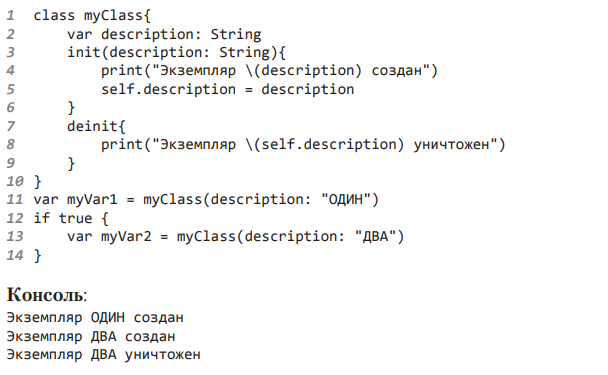 1 class myClass{
2     var description: String
3     init(description: String){
4         print("Экземпляр \(description) создан")
5         self.description = description
6     }
7     deinit{
8         print("Экземпляр \(self.description) уничтожен")
9     }
10 }
11 var myVar1 = myClass(description: "ОДИН")
12 if true {
13     var myVar2 = myClass(description: "ДВА")
14 }
Консоль:
Экземпляр ОДИН создан
Экземпляр ДВА создан
Экземпляр ДВА уничтожен